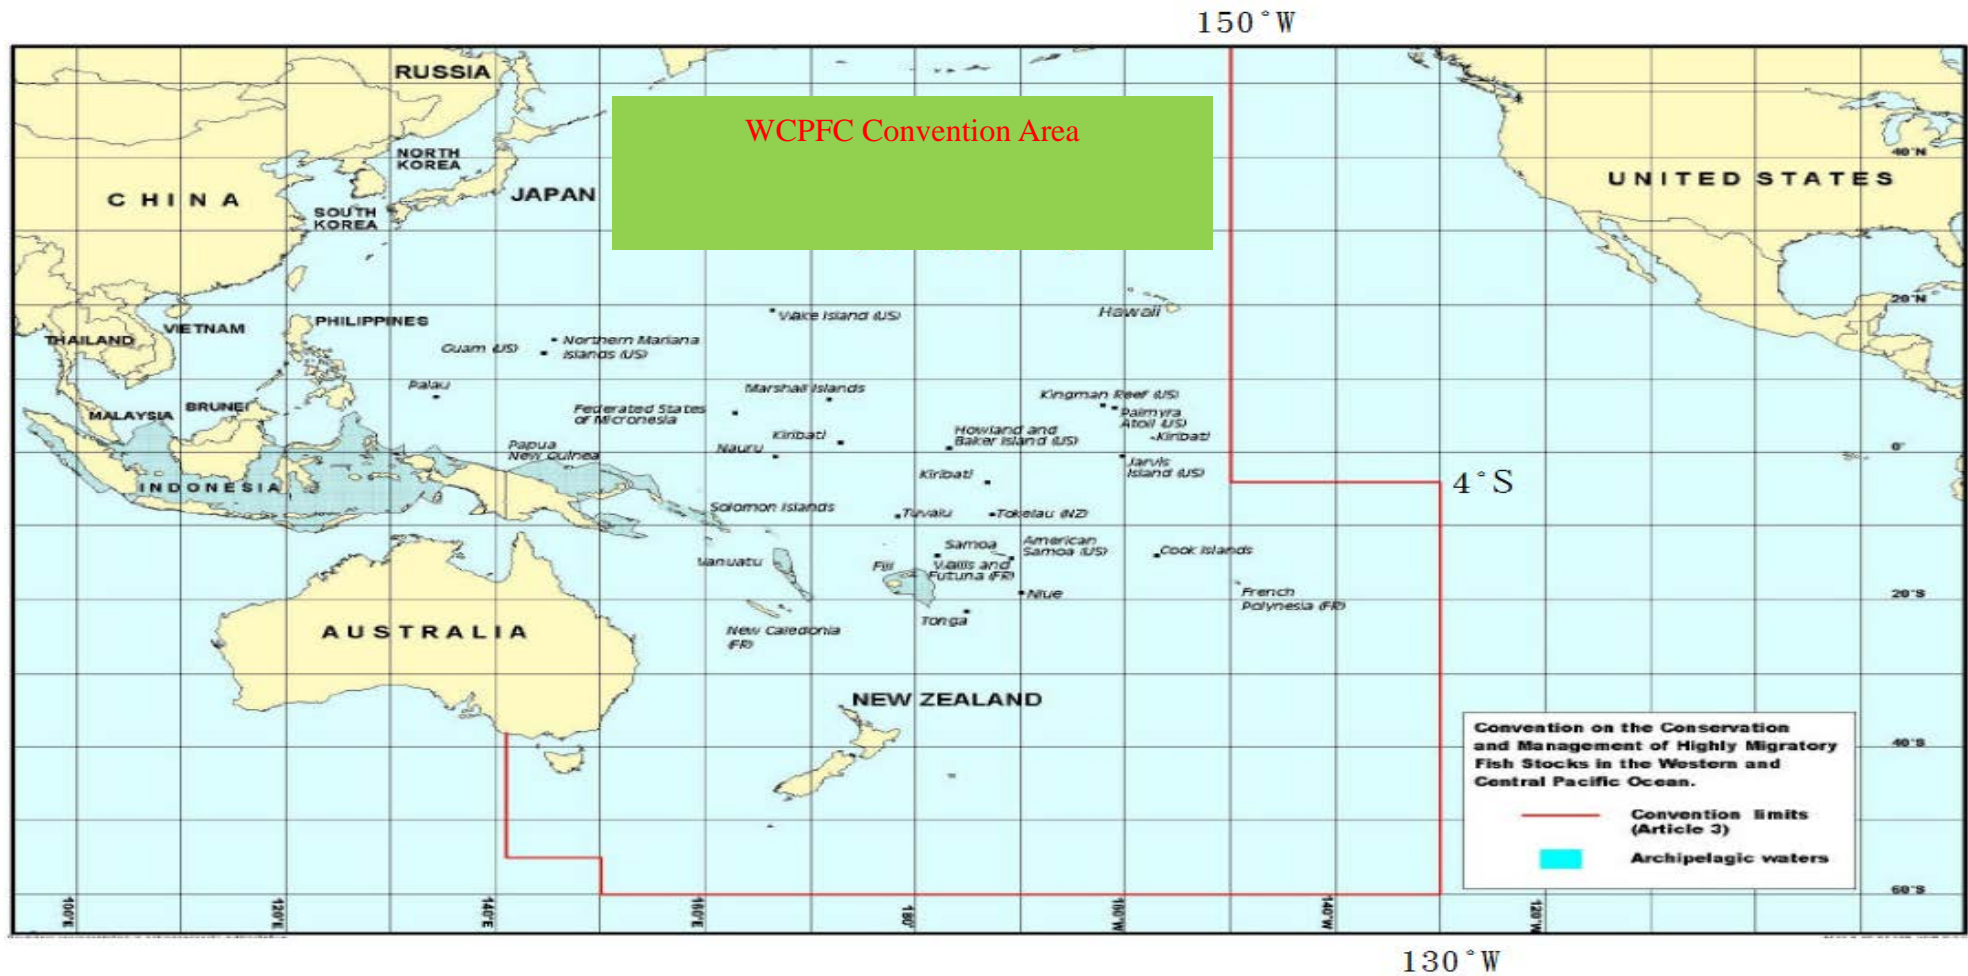 150°W
RUSSIA
WCPFC Convention Area
NORTH
KOREA
40°N
CHINA
JAPAN
UNITED STATES
SOUTH
KOREA
20°N
Wake Island (US)
Hawaii
PHILIPPINES
VIETNAM
THAILAND
Guam (US)
Northern Mariana
Islands (US)
Palau
Marshall Islands
Kingman Reef (US)
MALAYSIA
BRUNEI
Federated States
of Micronesia
Palmyra
Atoll (US)
Howland and
Baker Island (US)
Kiribati
Kiribati
Nauru
Papua
New Guinea
0°
Jarvis
Island (US)
Kiribati
INDONESIA
4°S
Solomon Islands
Tuvalu
Tokelau (NZ)
Samoa
American
Samoa (US)
Cook Islands
Vanuatu
Fiji
Wallis and
Futuna (FR)
Niue
French
Polynesia (FR)
20°S
Tonga
AUSTRALIA
New Caledonia
(FR)
NEW ZEALAND
Convention on the Conservation
and Management of Highly Migratory
Fish Stocks in the Western and
Central Pacific Ocean.
40°S
Convention limits
(Article 3)
Archipelagic waters
60°S
100°E
120°E
140°E
160°E
180°
160°W
140°W
120°W
130°W